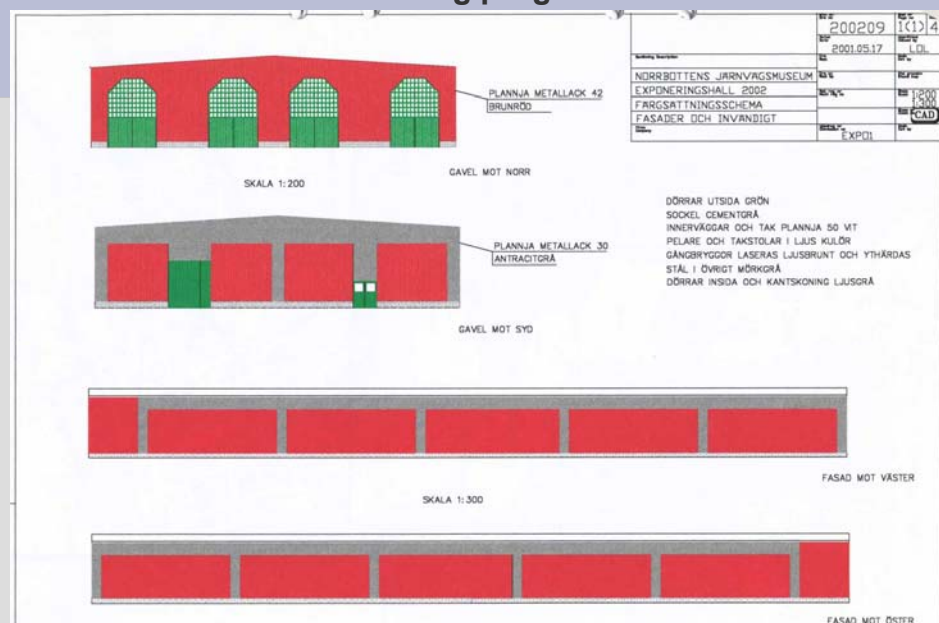 200209 1(1) 4
2001.05.17 LDL
NORRBOTTENS JÄRNVÄGSMUSEUM
EXPONERINGSHALL 2002
1:200
FÄRGSÄTTNINGSSCHEMA
1:300
FASADER OCH INVÄNDIGT
CAD
EXPO1
PLANNJA METALLACK 42
BRUNRÖD
GAVEL MOT NORR
SKALA 1:200
DÖRRAR UTSIDA GRÖN
SOCKEL CEMENTGRÅ
INNERVÄGGAR OCH TAK PLANNJA 50 VIT
PELARE OCH TAKSTOLAR I LJUS KULÖR
GÅNGBRYGGOR LASERAS LJUSBRUNT OCH YTHÄRDAS
STÅL I ÖVRIGT MÖRKGRÅ
DÖRRAR INSIDA OCH KANTSKONING LJUSGRÅ
PLANNJA METALLACK 30
ANTRACITGRÅ
GAVEL MOT SYD
FASAD MOT VÄSTER
SKALA 1:300
FASAD MOT ÖSTER